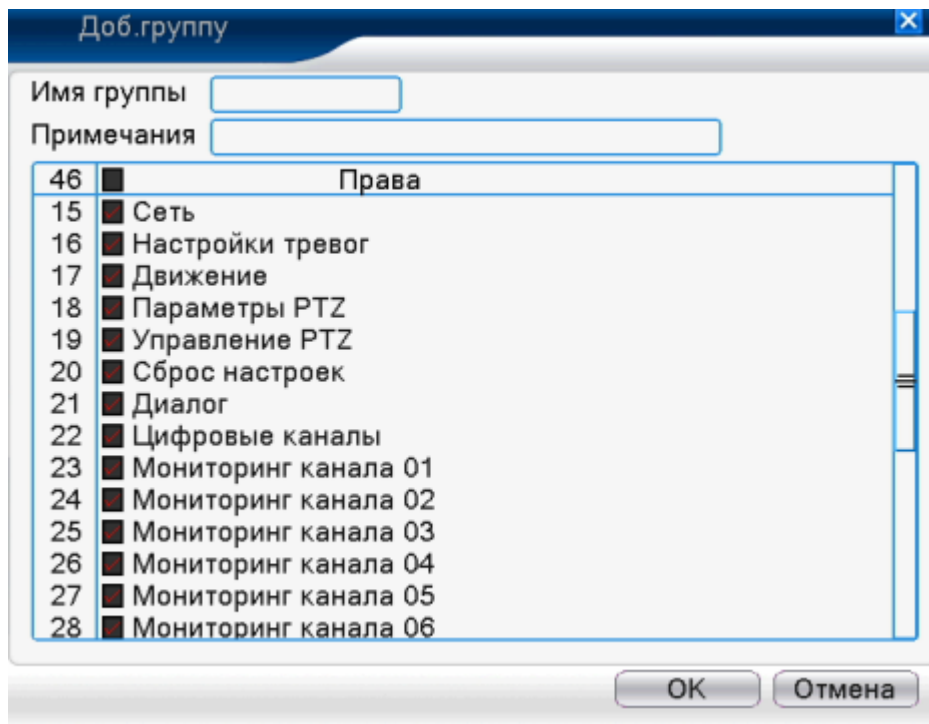 Доб.группу
Имя группы
Примечания
46 Права
15 Сеть
16 Настройки тревог
17 Движение
18 Параметры PTZ
19 Управление PTZ
20 Сброс настроек
21 Диалог
22 Цифровые каналы
23 Мониторинг канала 01
24 Мониторинг канала 02
25 Мониторинг канала 03
26 Мониторинг канала 04
27 Мониторинг канала 05
28 Мониторинг канала 06
OK Отмена